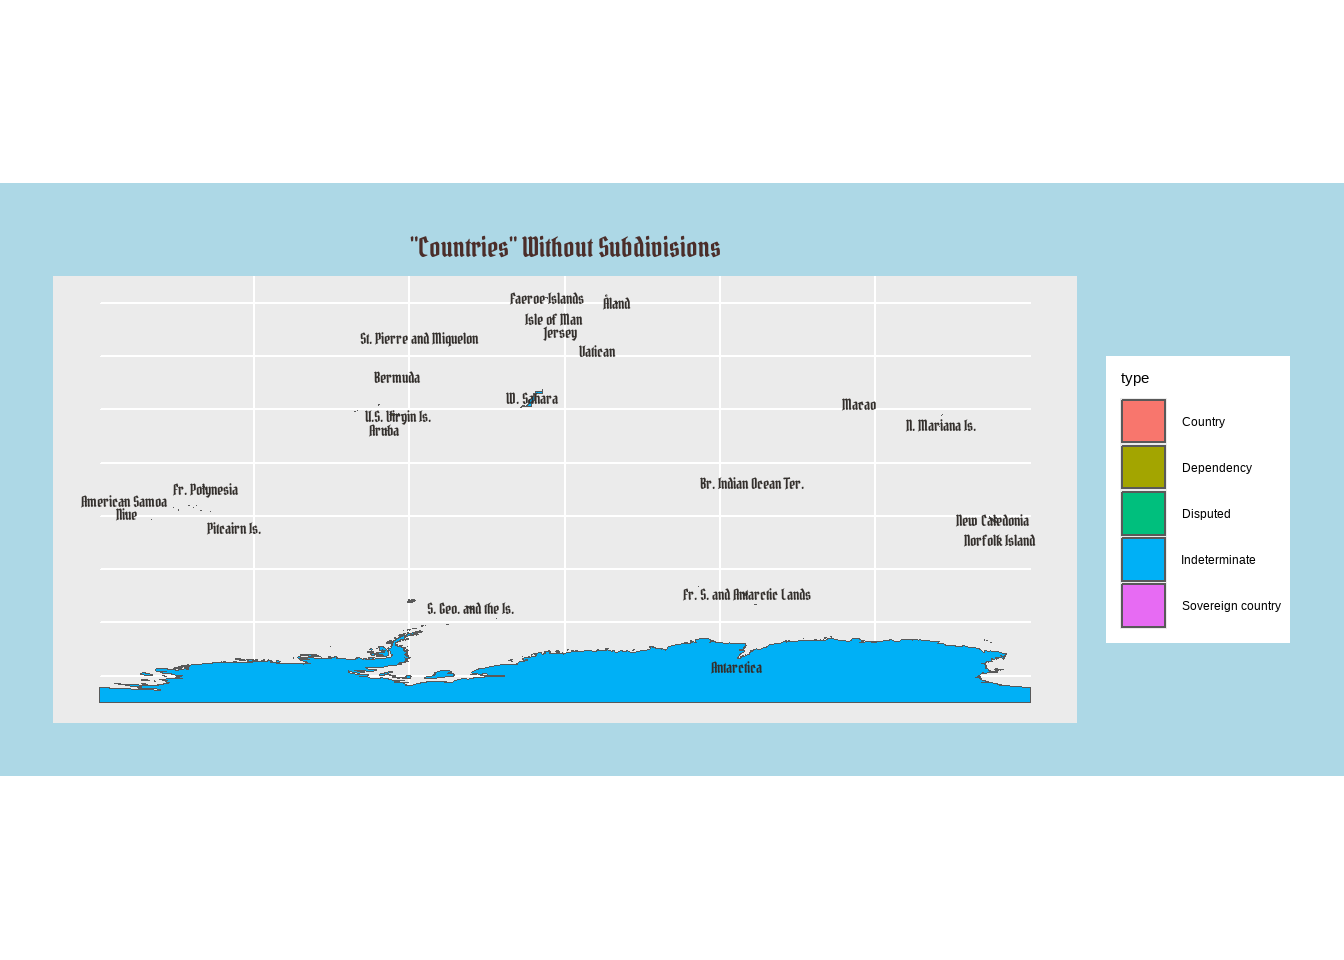 "Countries" Without Subdivisions
Faeroe Islands
Åland
Isle of Man
Jersey
St. Pierre and Miquelon
Vatican
Bermuda
W. Sahara
Macao
U.S. Virgin Is.
N. Mariana Is.
Aruba
Br. Indian Ocean Ter.
Fr. Polynesia
American Samoa
Niue
New Caledonia
Pitcairn Is.
Norfolk Island
Fr. S. and Antarctic Lands
S. Geo. and the Is.
Antarctica
type
Country
Dependency
Disputed
Indeterminate
Sovereign country